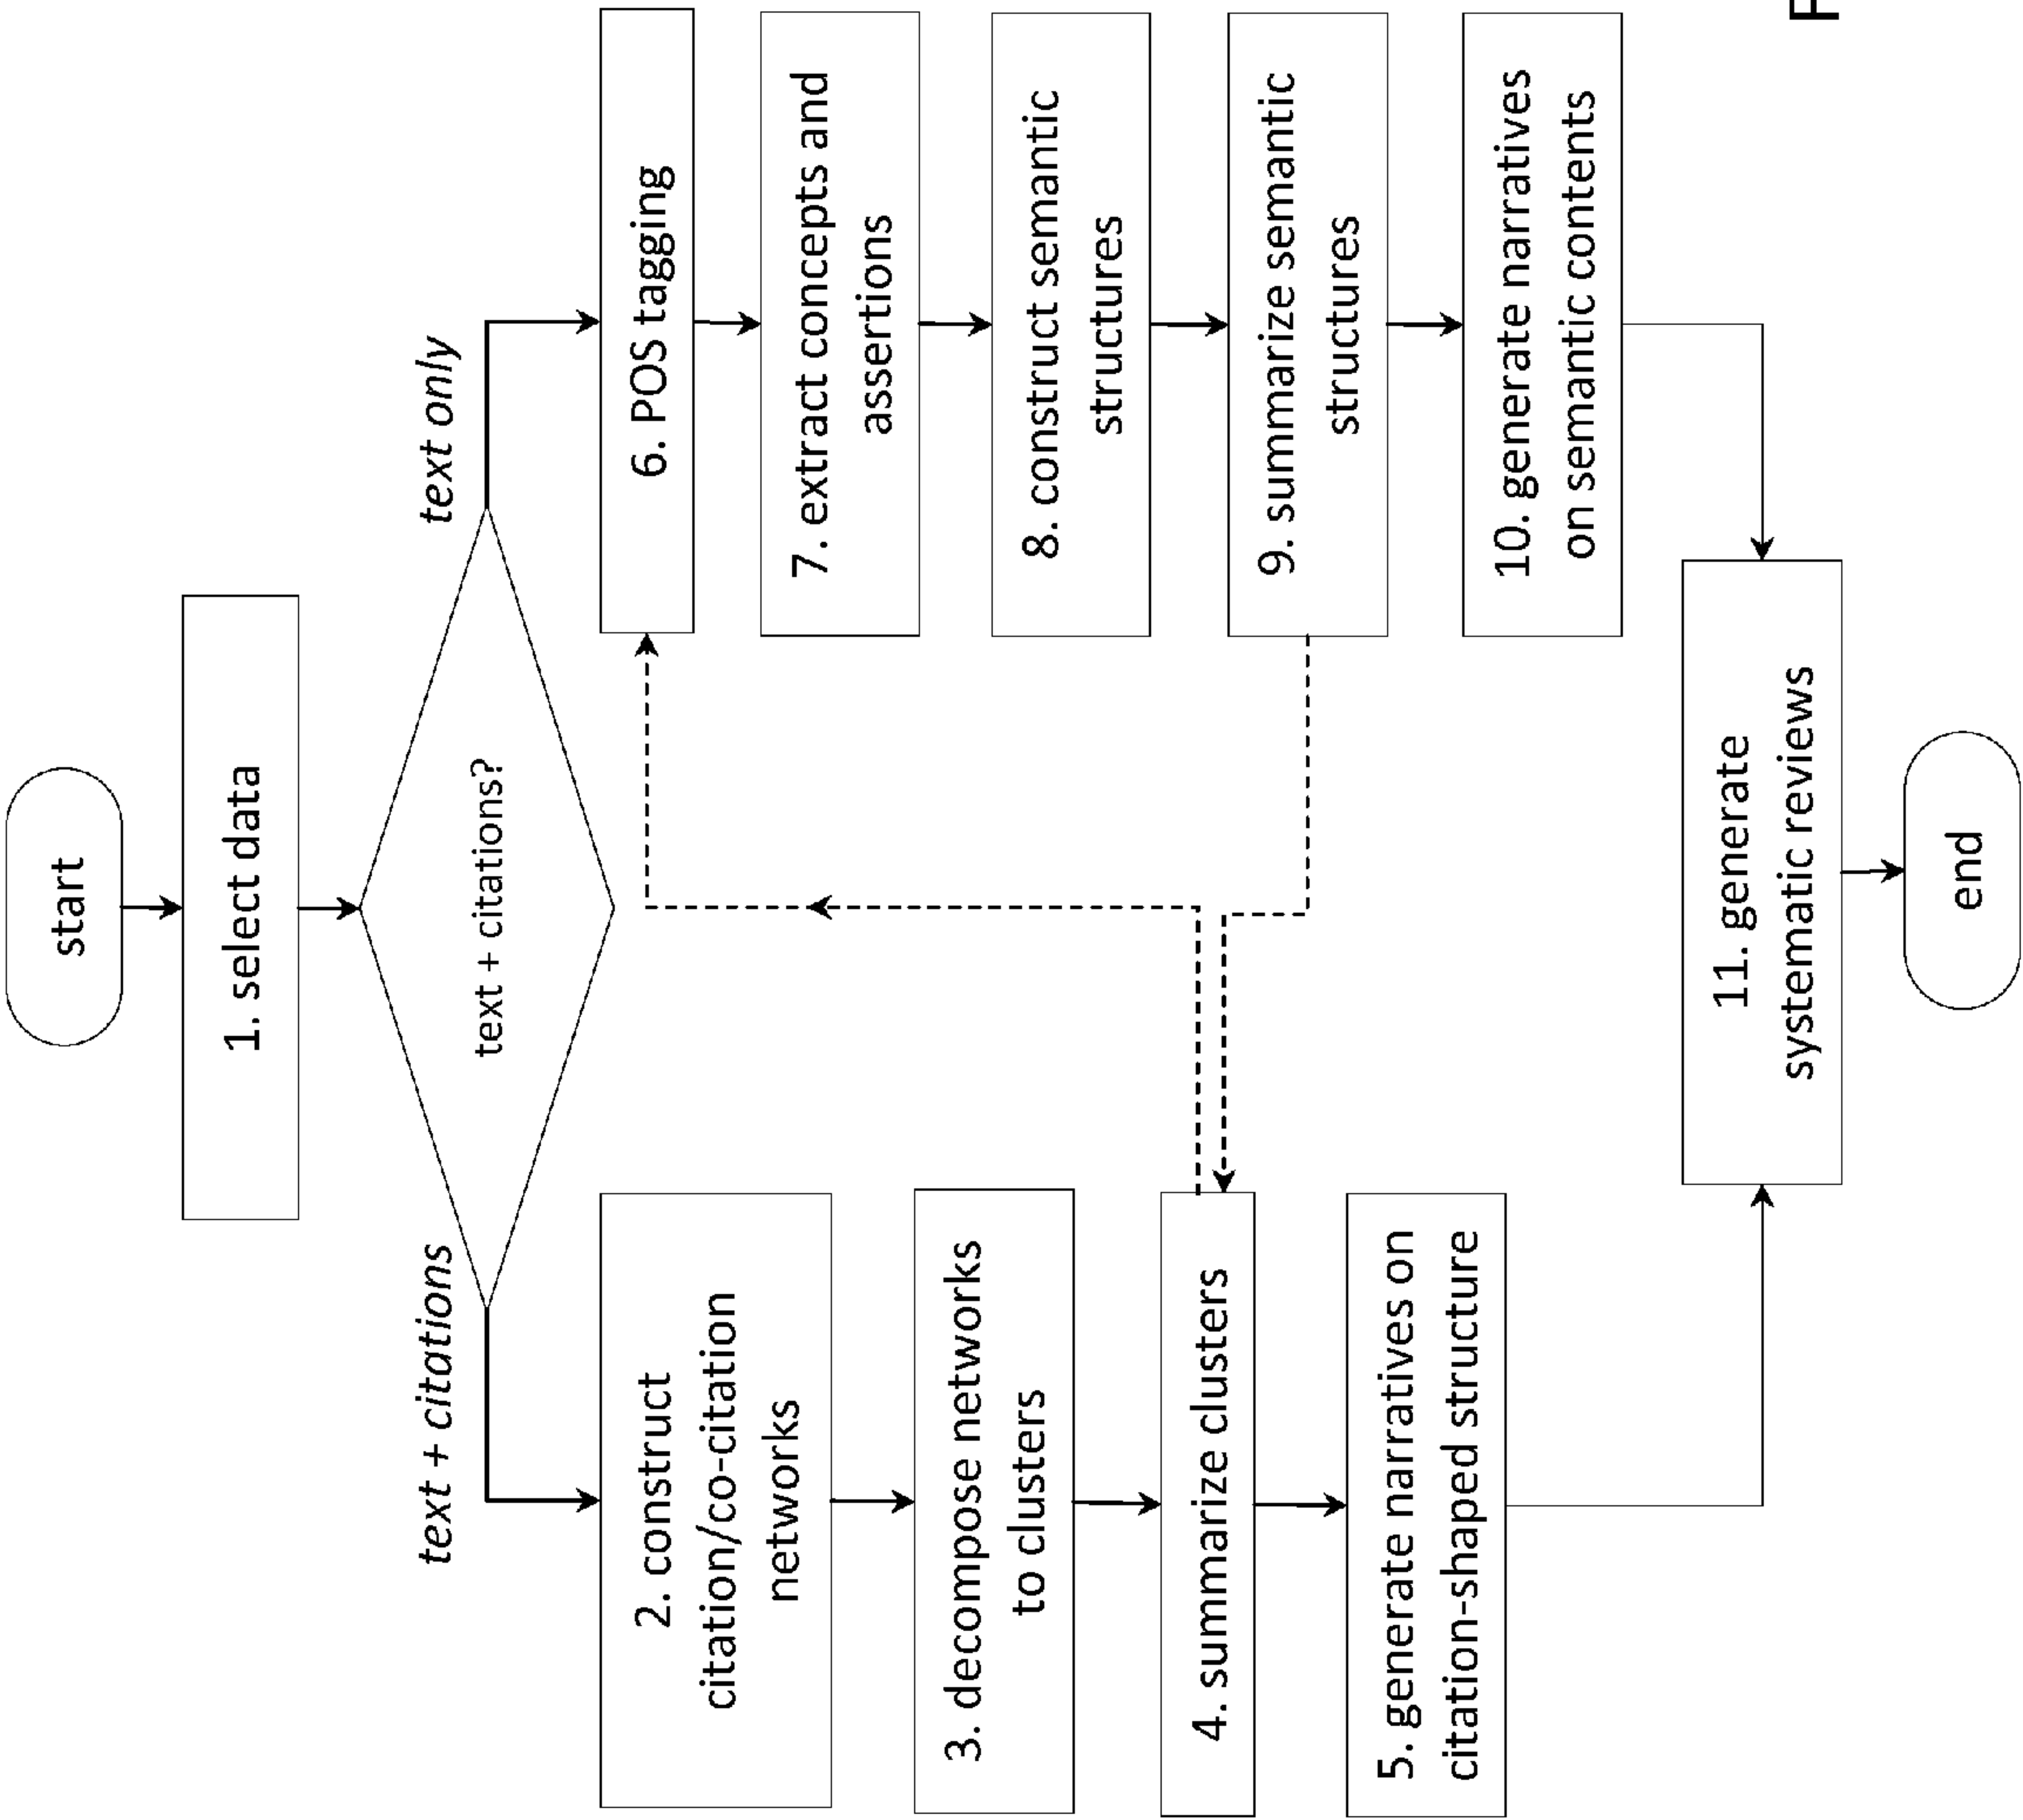 start
1. select data
text + citations?
text + citations
text only
2. construct
citation/co-citation
networks
3. decompose networks
to clusters
4. summarize clusters
5. generate narratives on
citation-shaped structure
6. POS tagging
7. extract concepts and
assertions
8. construct semantic
structures
9. summarize semantic
structures
10. generate narratives
on semantic contents
11. generate
systematic reviews
end
F